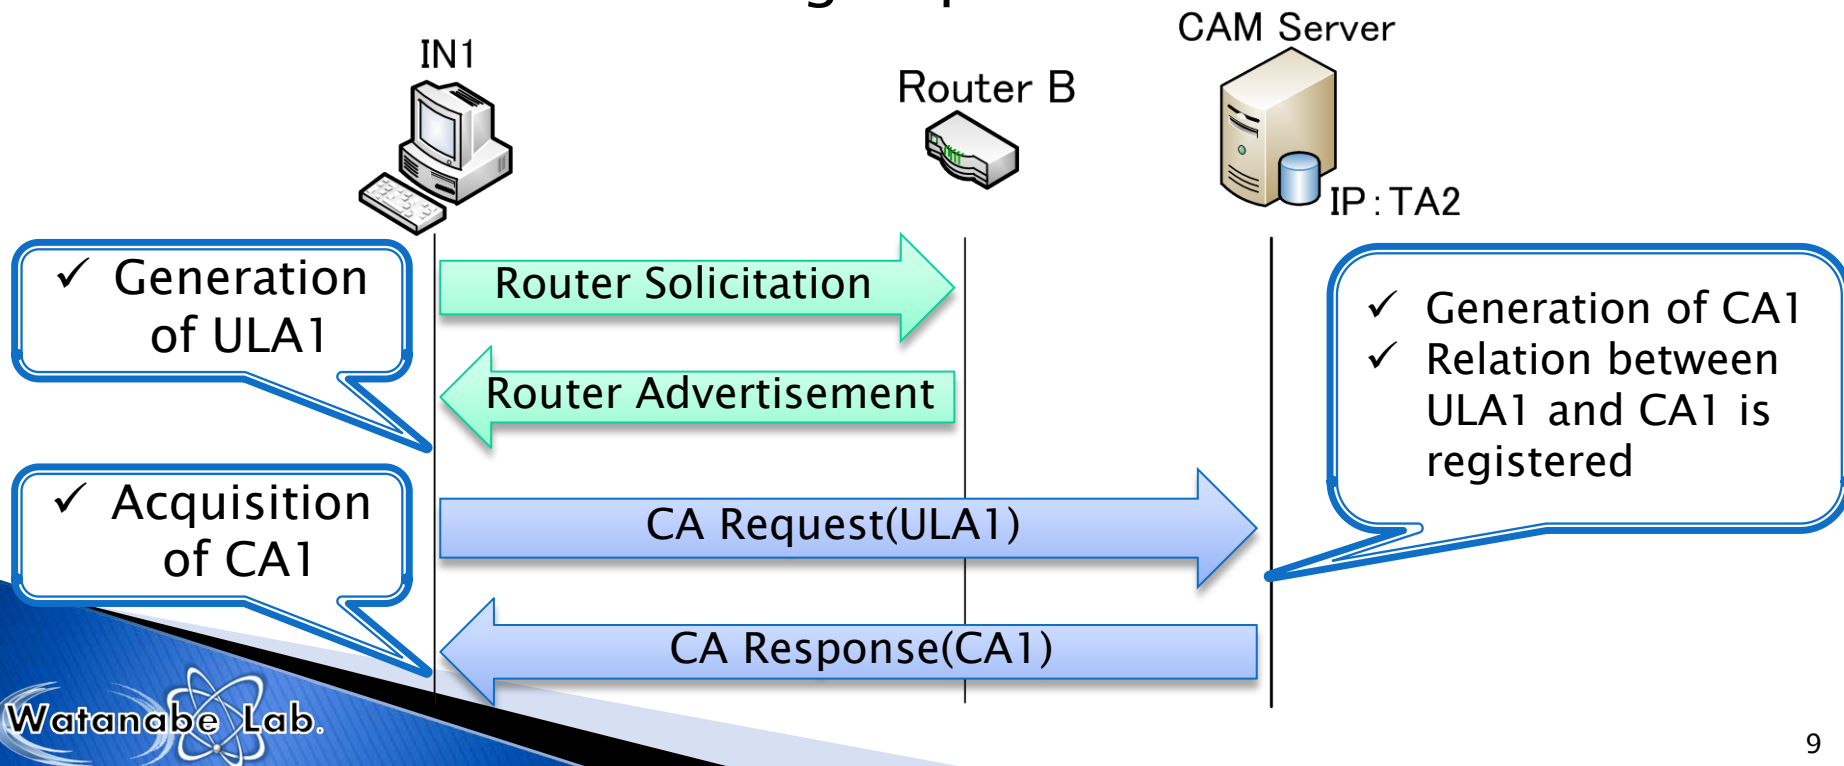 CAM Server
IN1
Router B
IP:TA2
✓ Generation
of ULA1
Router Solicitation
✓ Generation of CA1
✓ Relation between
ULA1 and CA1 is
registered
Router Advertisement
✓ Acquisition
of CA1
CA Request(ULA1)
CA Response(CA1)
Watanabe Lab.
9